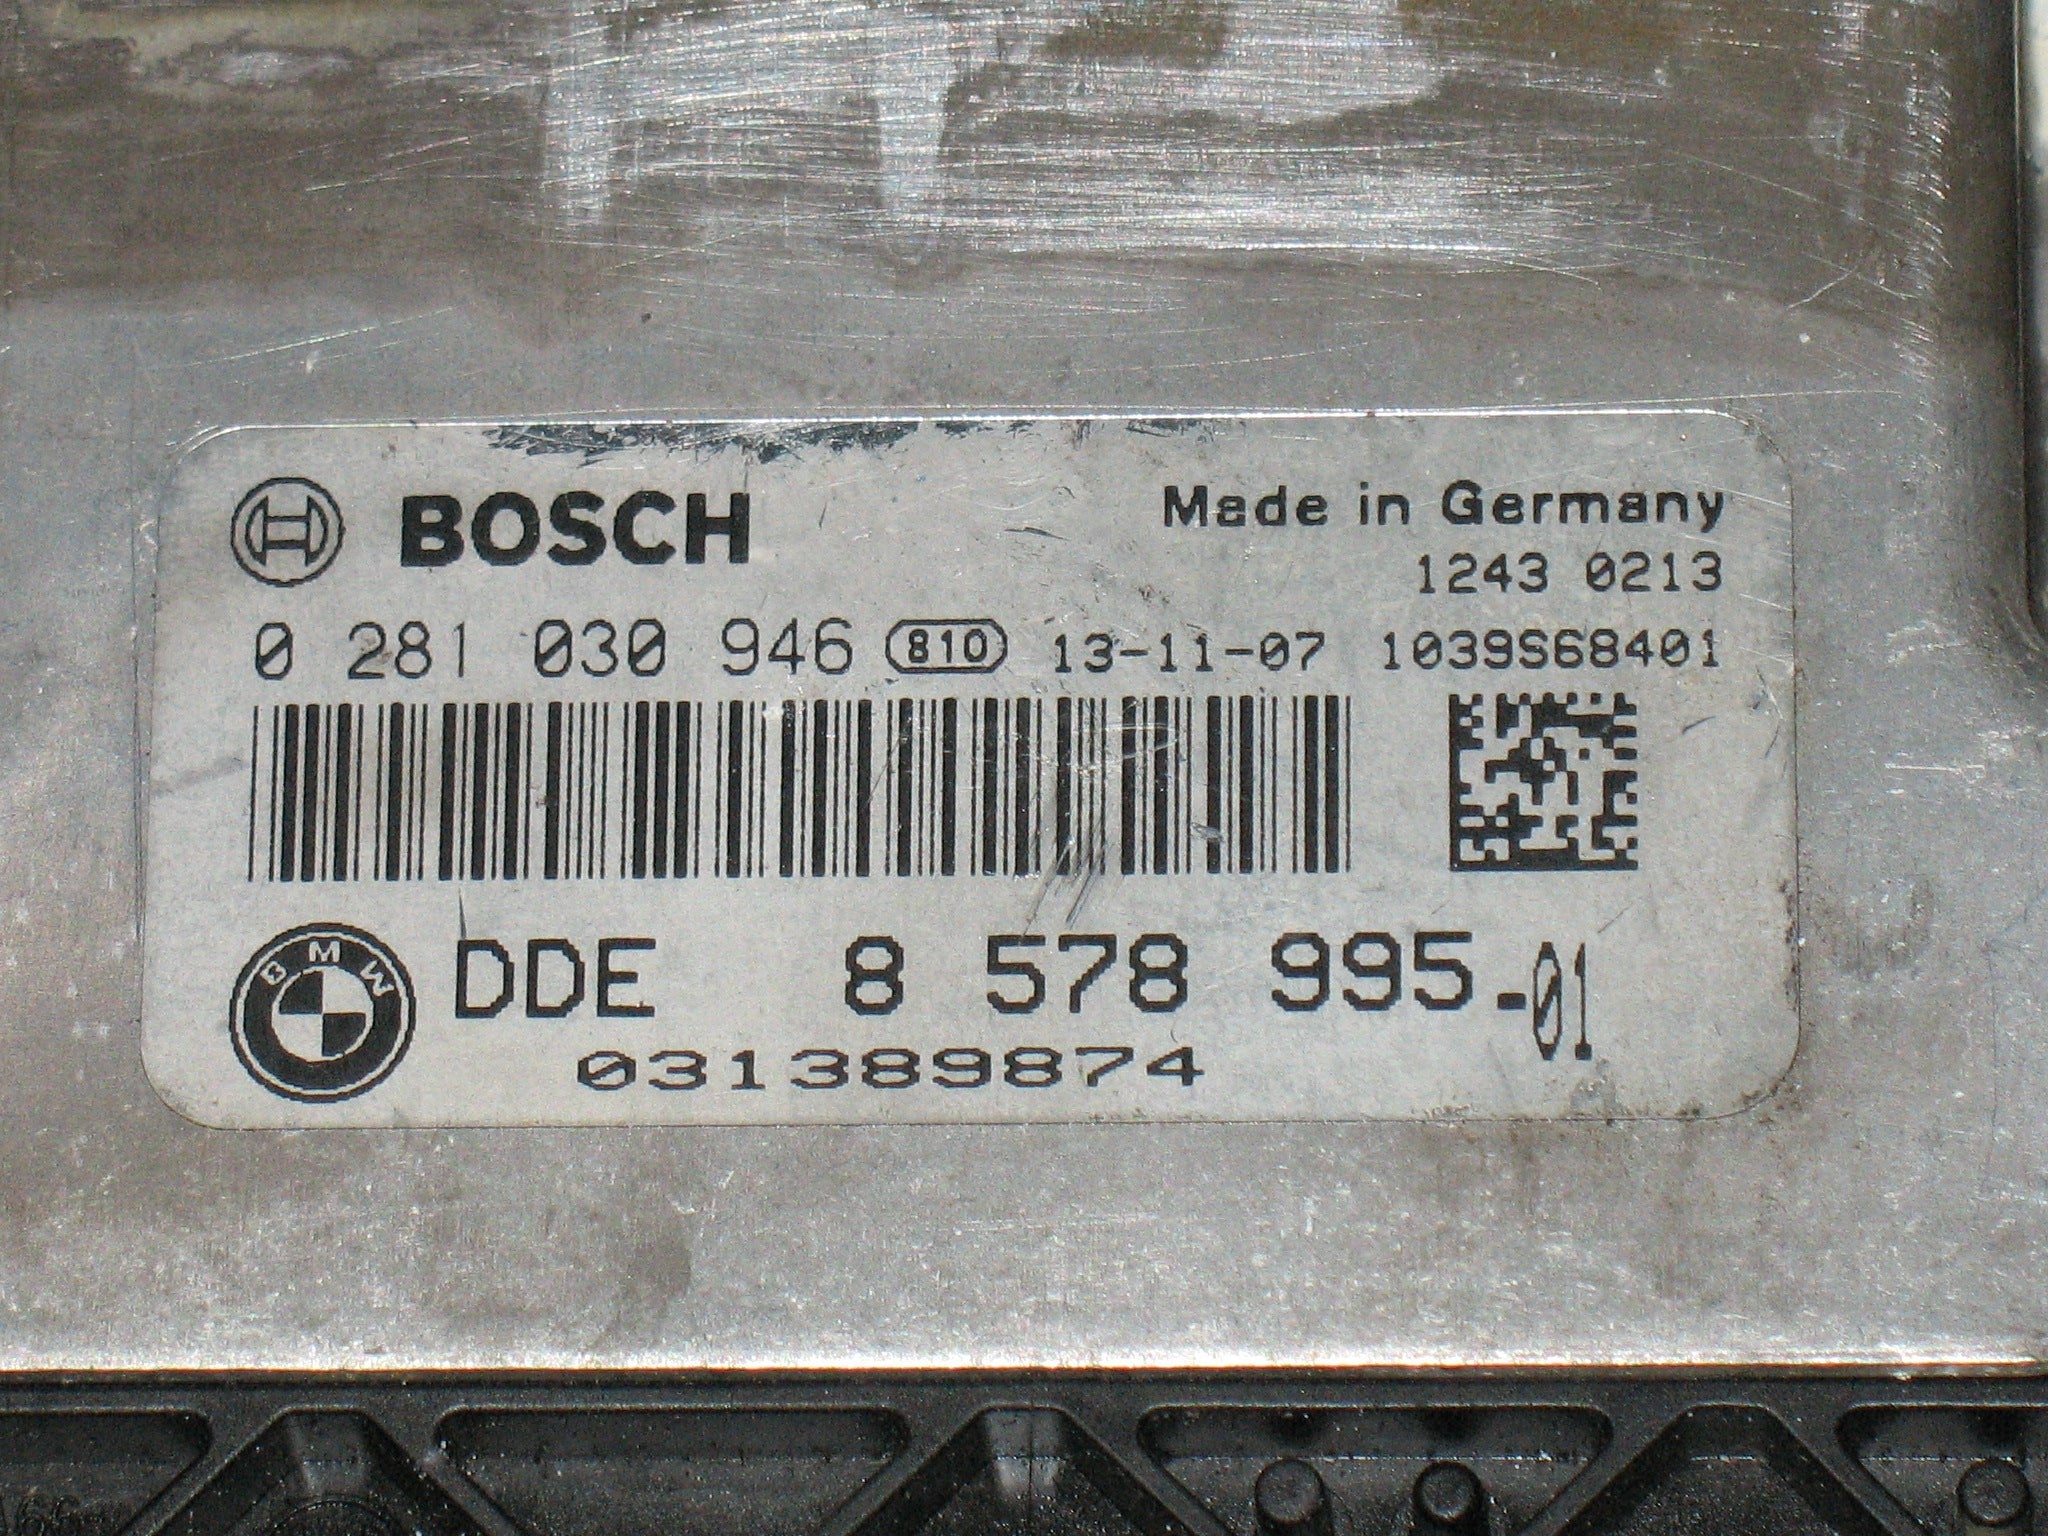 BOSCH
Made in Germany
1243 0213
0 281 030 946 810 13-11-07 1039S68401
BMW
DDE 8 578 995-01
031389874